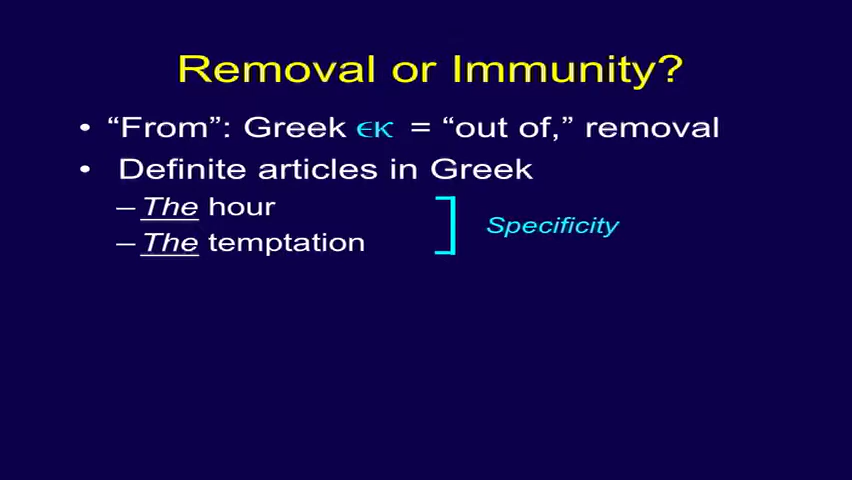 Removal or Immunity?
• “From”: Greek ϵκ = “out of,” removal
• Definite articles in Greek
– The hour
– The temptation
Specificity